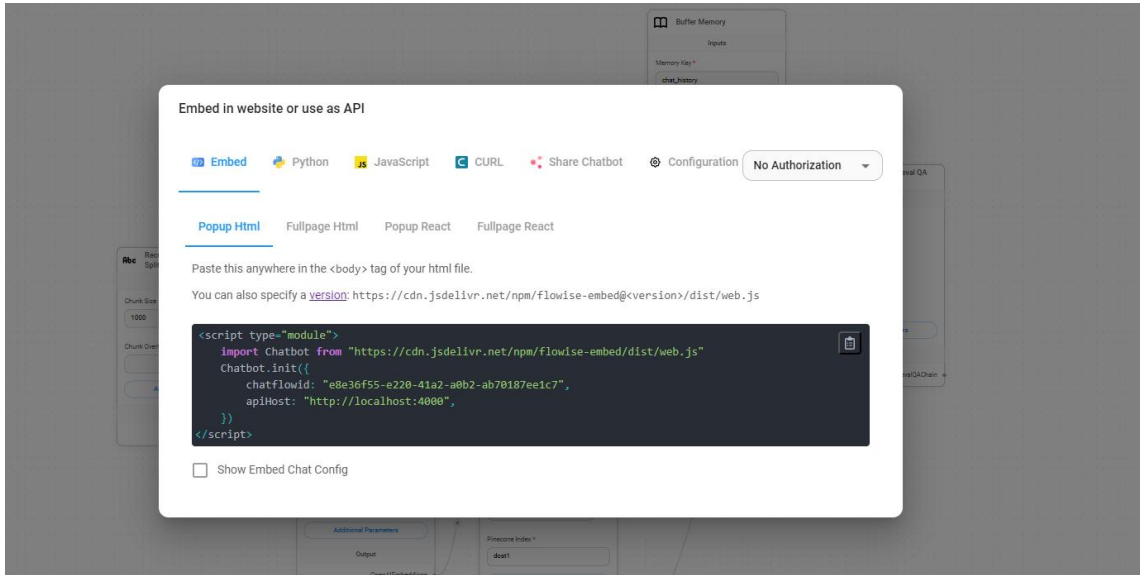 Buffer Memory
Inputs
Memory Key *
chat_history
Embed in website or use as API
Embed
Python
JS JavaScript
CURL
Share Chatbot
Configuration
No Authorization
Popup Html
Fullpage Html
Popup React
Fullpage React
Paste this anywhere in the <body> tag of your html file.
You can also specify a version: https://cdn.jsdelivr.net/npm/flowise-embed@<version>/dist/web.js
<script type="module">
import Chatbot from "https://cdn.jsdelivr.net/npm/flowise-embed/dist/web.js"
Chatbot.init({
chatflowid: "e8e36f55-e220-41a2-a0b2-ab70187ee1c7",
apiHost: "http://localhost:4000",
})
</script>
Show Embed Chat Config
Abc
Chunk Size
1000
QA
Additional Parameters
Output
Pinecone Index *